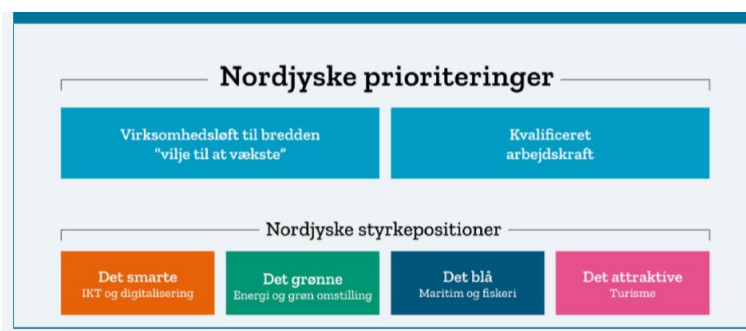 Nordjyske prioriteringer
Virksomhedsløft til bredden
"vilje til at vækste"
Kvalificeret
arbejdskraft
Nordjyske styrkepositioner
Det smarte
IKT og digitalisering
Det grønne
Energi og grøn omstilling
Det blå
Maritim og fiskeri
Det attraktive
Turisme